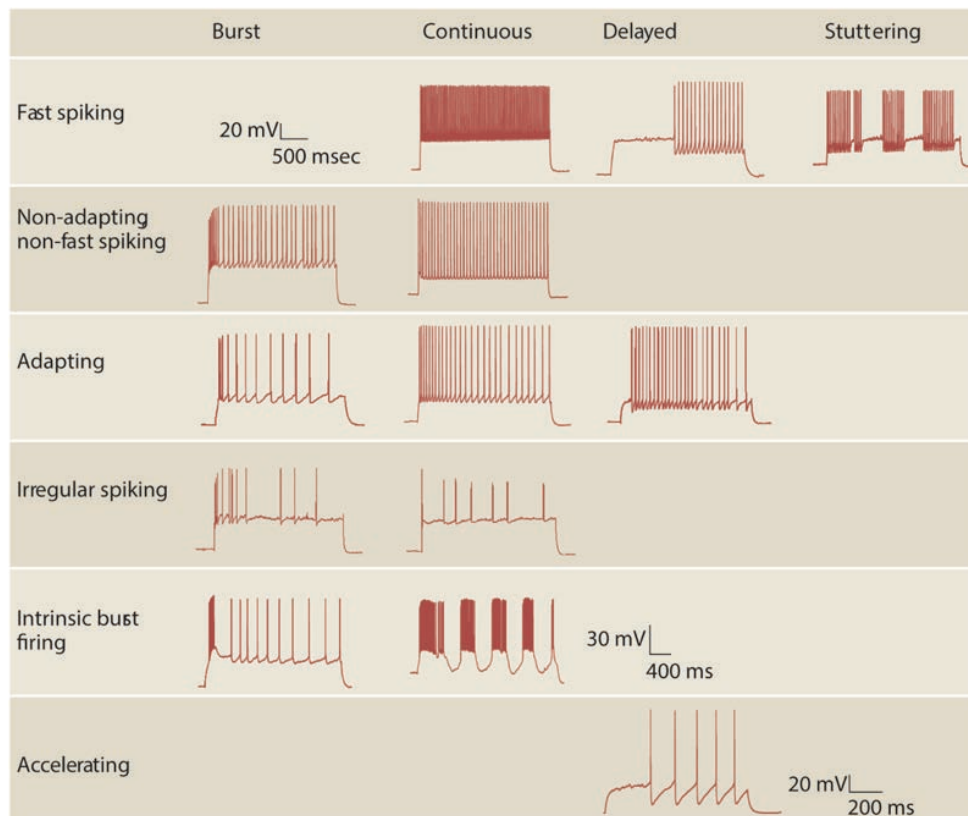 Burst Continuous Delayed Stuttering
Fast spiking
20 mV
500 msec
Non-adapting,
non-fast spiking
Adapting
Irregular spiking
Intrinsic burst
firing
30 mV
400 ms
Accelerating
20 mV
200 ms